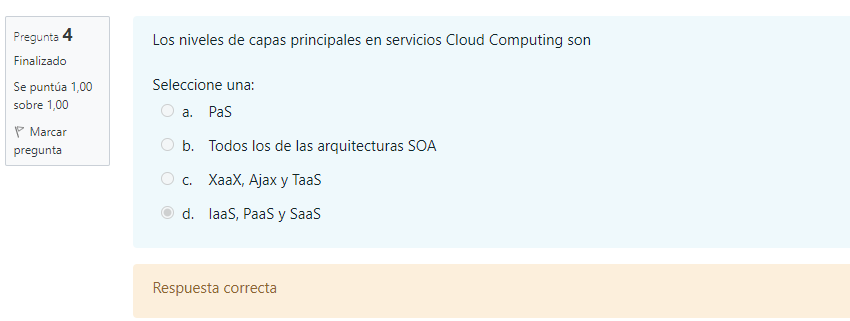 Pregunta 4
Finalizado
Se puntúa 1,00
sobre 1,00
Marcar
pregunta
Los niveles de capas principales en servicios Cloud Computing son
Seleccione una:
a. PaS
b. Todos los de las arquitecturas SOA
c. XaaX, Ajax y TaaS
d. IaaS, PaaS y SaaS
Respuesta correcta